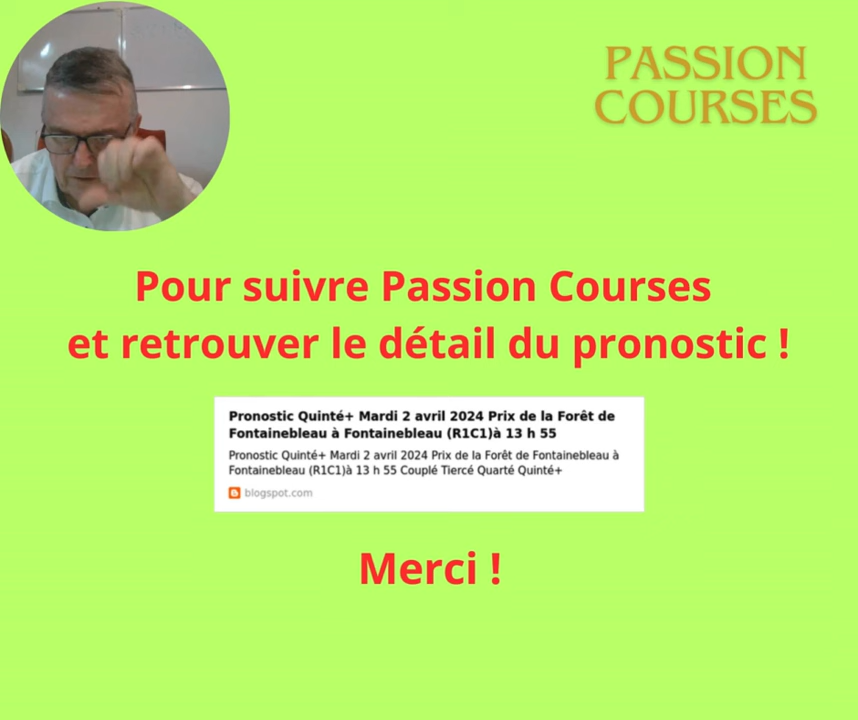 PASSION
COURSES
Pour suivre Passion Courses
et retrouver le détail du pronostic !
Pronostic Quinté+ Mardi 2 avril 2024 Prix de la Forêt de
Fontainebleau à Fontainebleau (R1C1)à 13 h 55
Pronostic Quinté+ Mardi 2 avril 2024 Prix de la Forêt de Fontainebleau à
Fontainebleau (R1C1)à 13 h 55 Couplé Tiercé Quarté Quinté+
blogspot.com
Merci !